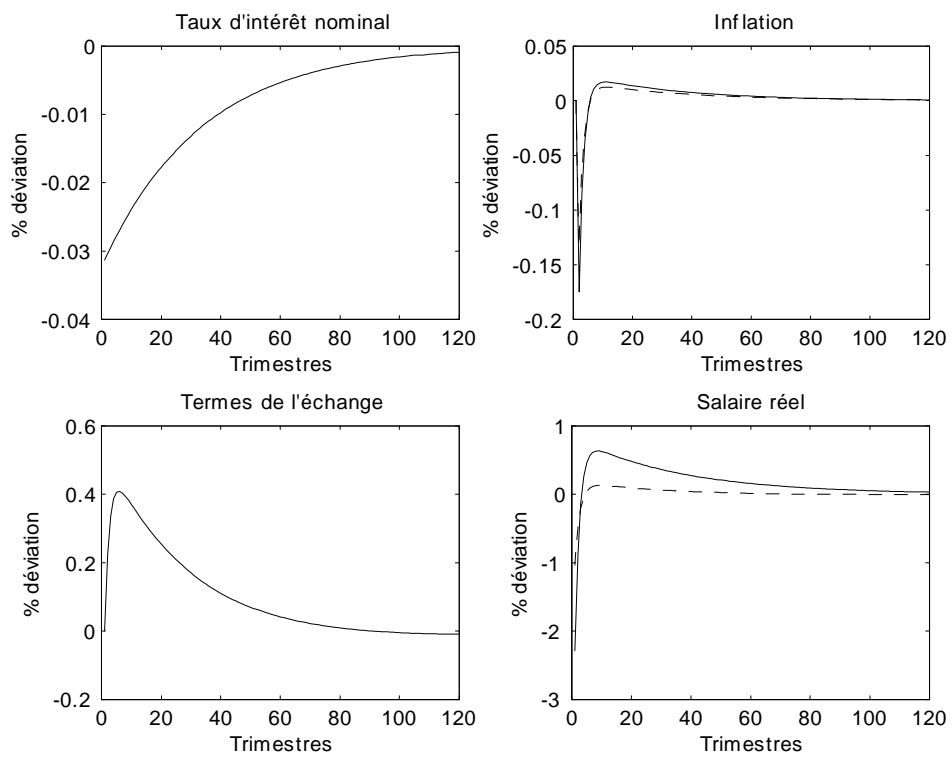 Taux d'intérêt nominal
0
-0.01
-0.02
-0.03
-0.04
% déviation
0 20 40 60 80 100 120
Trimestres
Inflation
0.05
0
-0.05
-0.1
-0.15
-0.2
% déviation
0 20 40 60 80 100 120
Trimestres
Termes de l'échange
0.6
0.4
0.2
0
-0.2
% déviation
0 20 40 60 80 100 120
Trimestres
Salaire réel
1
0
-1
-2
-3
% déviation
0 20 40 60 80 100 120
Trimestres